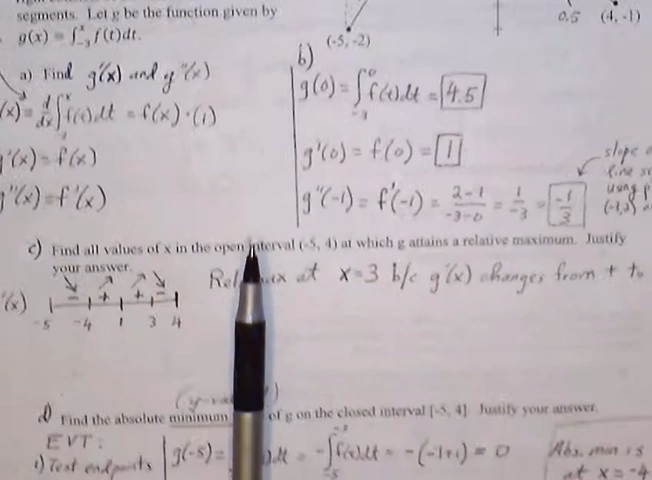 segments. Let g be the function given by
g(x) = ∫₋₃ˣ f(t)dt.
(-5, -2)
0.5 (4, -1)
a) Find g'(x) and g''(x)
(x) = d/dx ∫₋₃ˣ f(t)dt = f(x)·(1)
g'(x) = f(x)
g''(x) = f'(x)
b)
g(0) = ∫₋₃⁰ f(t)dt = 4.5
g'(0) = f(0) = 1
g''(-1) = f'(-1) = 2-1/-3-0 = 1/-3 = -1/3
slope
line
using
c) Find all values of x in the open interval (-5, 4) at which g attains a relative maximum. Justify
your answer.
Rel max at x=3 b/c g'(x) changes from + to
'(x)
- + + -
-5 -4 1 3 4
d) Find the absolute minimum of g on the closed interval [-5, 4]. Justify your answer.
EVT:
1) Test endpoints
g(-5) = dt = -∫₋₅⁻³ f(t)dt = -(-1+1) = 0
Abs. min is
at x = -4